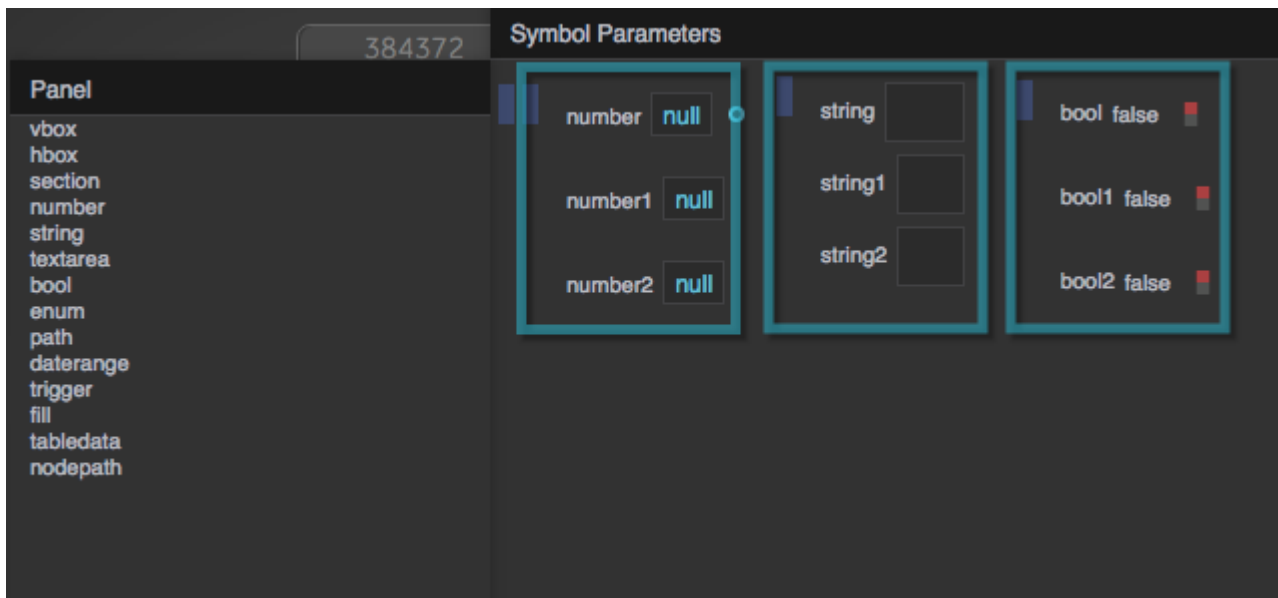 384372
Symbol Parameters
Panel
vbox
hbox
section
number
string
textarea
bool
enum
path
daterange
trigger
fill
tabledata
nodepath
number null
number1 null
number2 null
string
string1
string2
bool false
bool1 false
bool2 false